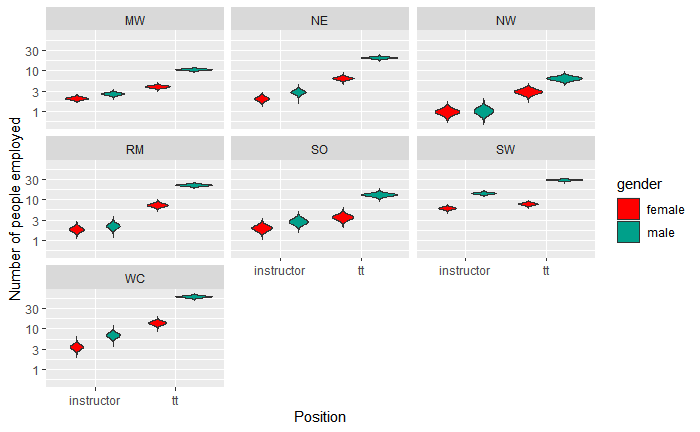 MW
NE
NW
30
10
3
1
RM
SO
SW
30
10
3
1
instructor
tt
instructor
tt
WC
30
10
3
1
instructor
tt
Number of people employed
Position
gender
female
male